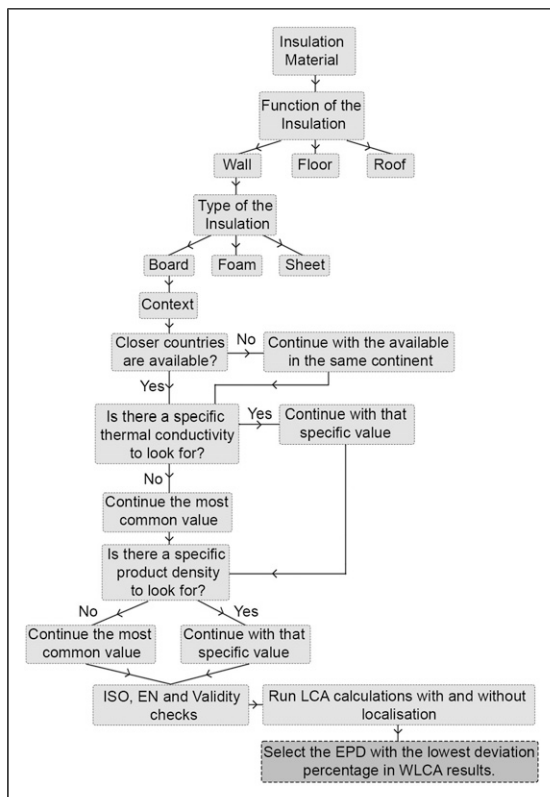 Insulation
Material
Function of the
Insulation
Wall
Floor
Roof
Type of the
Insulation
Board
Foam
Sheet
Context
Closer countries
are available?
No
Continue with the available
in the same continent
Yes
Is there a specific
thermal conductivity
to look for?
Yes
Continue with that
specific value
No
Continue the most
common value
Is there a specific
product density
to look for?
No
Yes
Continue the most
common value
Continue with that
specific value
ISO, EN and Validity
checks
Run LCA calculations with and without
localisation
Select the EPD with the lowest deviation
percentage in WLCA results.